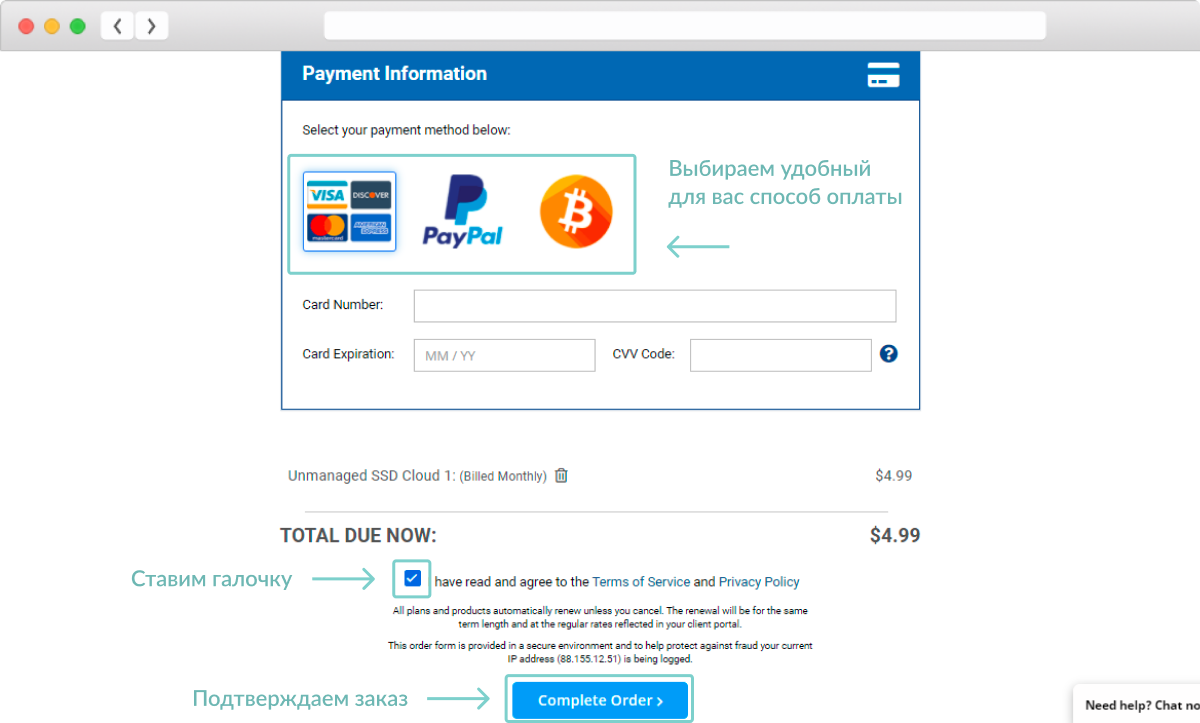 Payment Information
Select your payment method below:
VISA
DISCOVER
mastercard
AMERICAN
EXPRESS
PayPal
Выбираем удобный
для вас способ оплаты
Card Number:
Card Expiration:
MM / YY
CVV Code:
?
Unmanaged SSD Cloud 1: (Billed Monthly)
$4.99
TOTAL DUE NOW:
$4.99
Ставим галочку
have read and agree to the Terms of Service and Privacy Policy
All plans and products automatically renew unless you cancel. The renewal will be for the same
term length and at the regular rates reflected in your client portal.
This order form is provided in a secure environment and to help protect against fraud your current
IP address (88.155.12.51) is being logged.
Подтверждаем заказ
Complete Order ›
Need help? Chat no